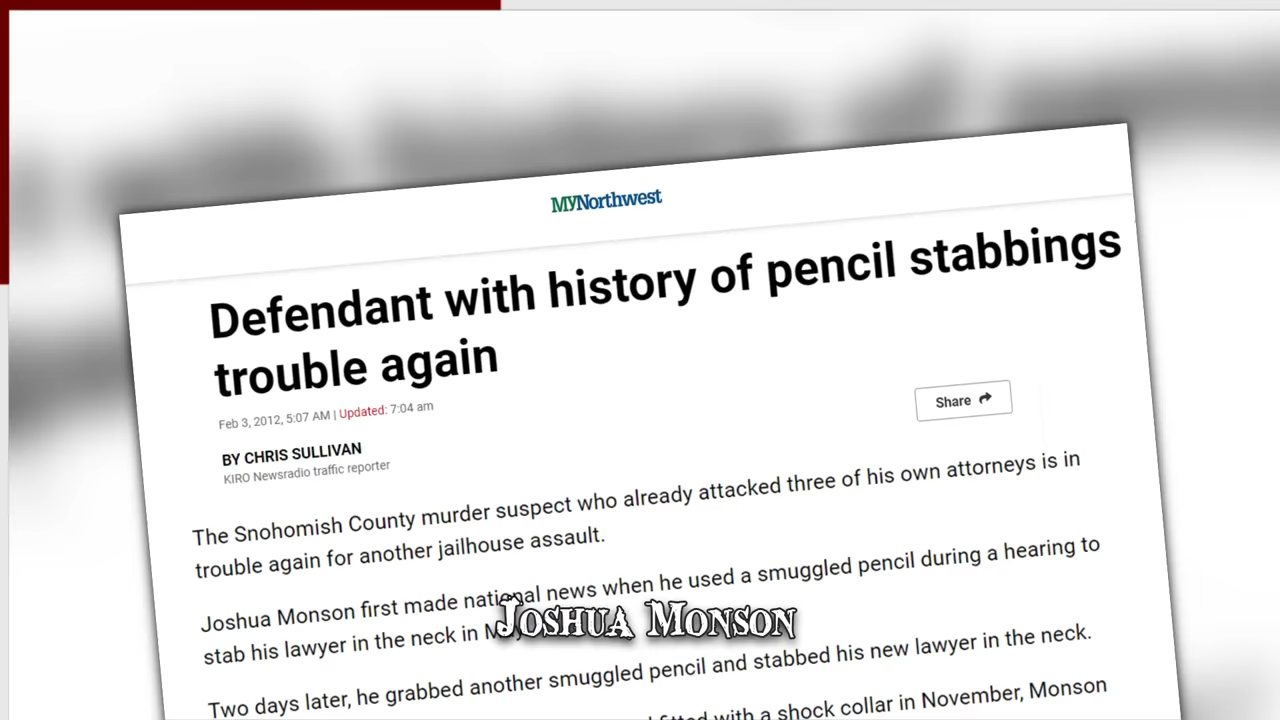 MYNorthwest
Defendant with history of pencil stabbings
trouble again
Feb 3, 2012, 5:07 AM | Updated: 7:04 am
Share
BY CHRIS SULLIVAN
KIRO Newsradio traffic reporter
The Snohomish County murder suspect who already attacked three of his own attorneys is in
trouble again for another jailhouse assault.
Joshua Monson first made national news when he used a smuggled pencil during a hearing to
stab his lawyer in the neck in
Joshua Monson
Two days later, he grabbed another smuggled pencil and stabbed his new lawyer in the neck.
fitted with a shock collar in November, Monson